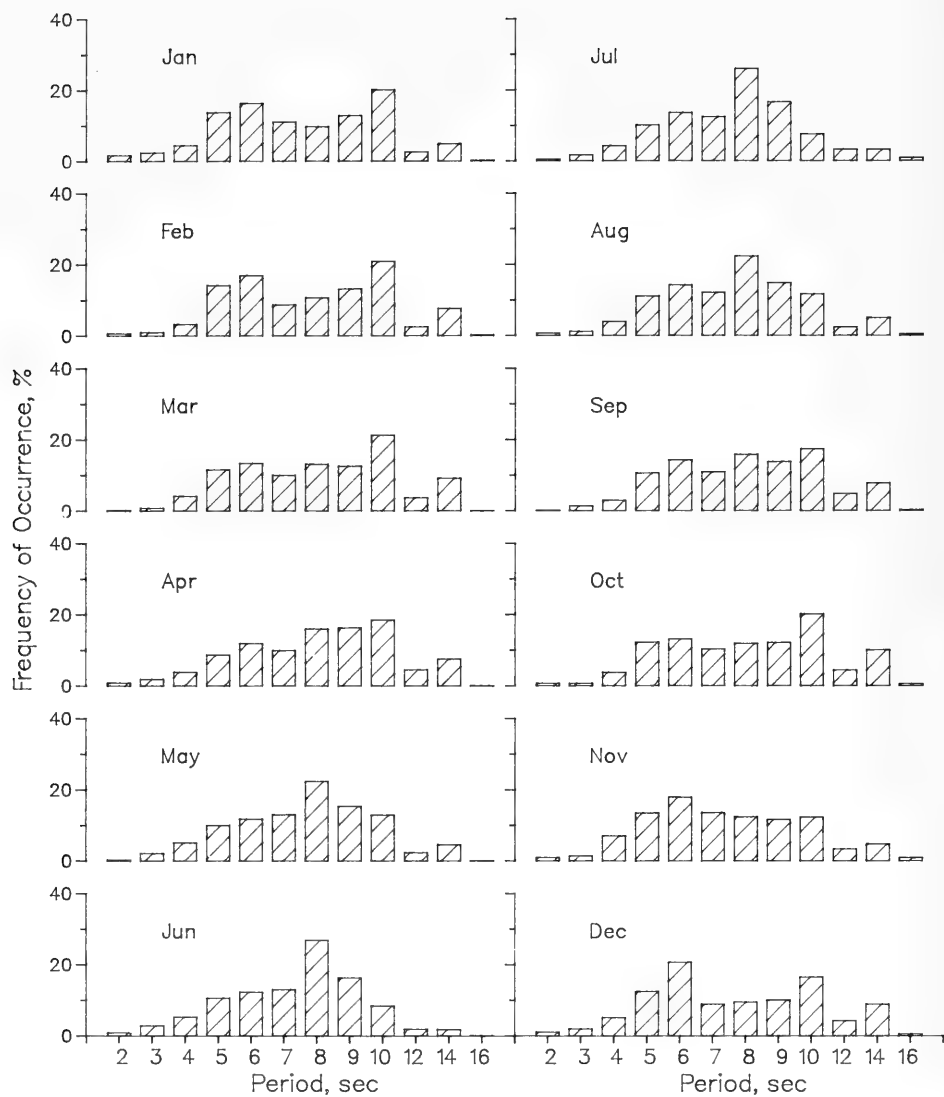 Frequency of Occurrence, %
40
Jan
20
0
Jul
40
Feb
20
0
Aug
40
Mar
20
0
Sep
40
Apr
20
0
Oct
40
May
20
0
Nov
40
Jun
20
0
Dec
2 3 4 5 6 7 8 9 10 12 14 16
Period, sec
2 3 4 5 6 7 8 9 10 12 14 16
Period, sec